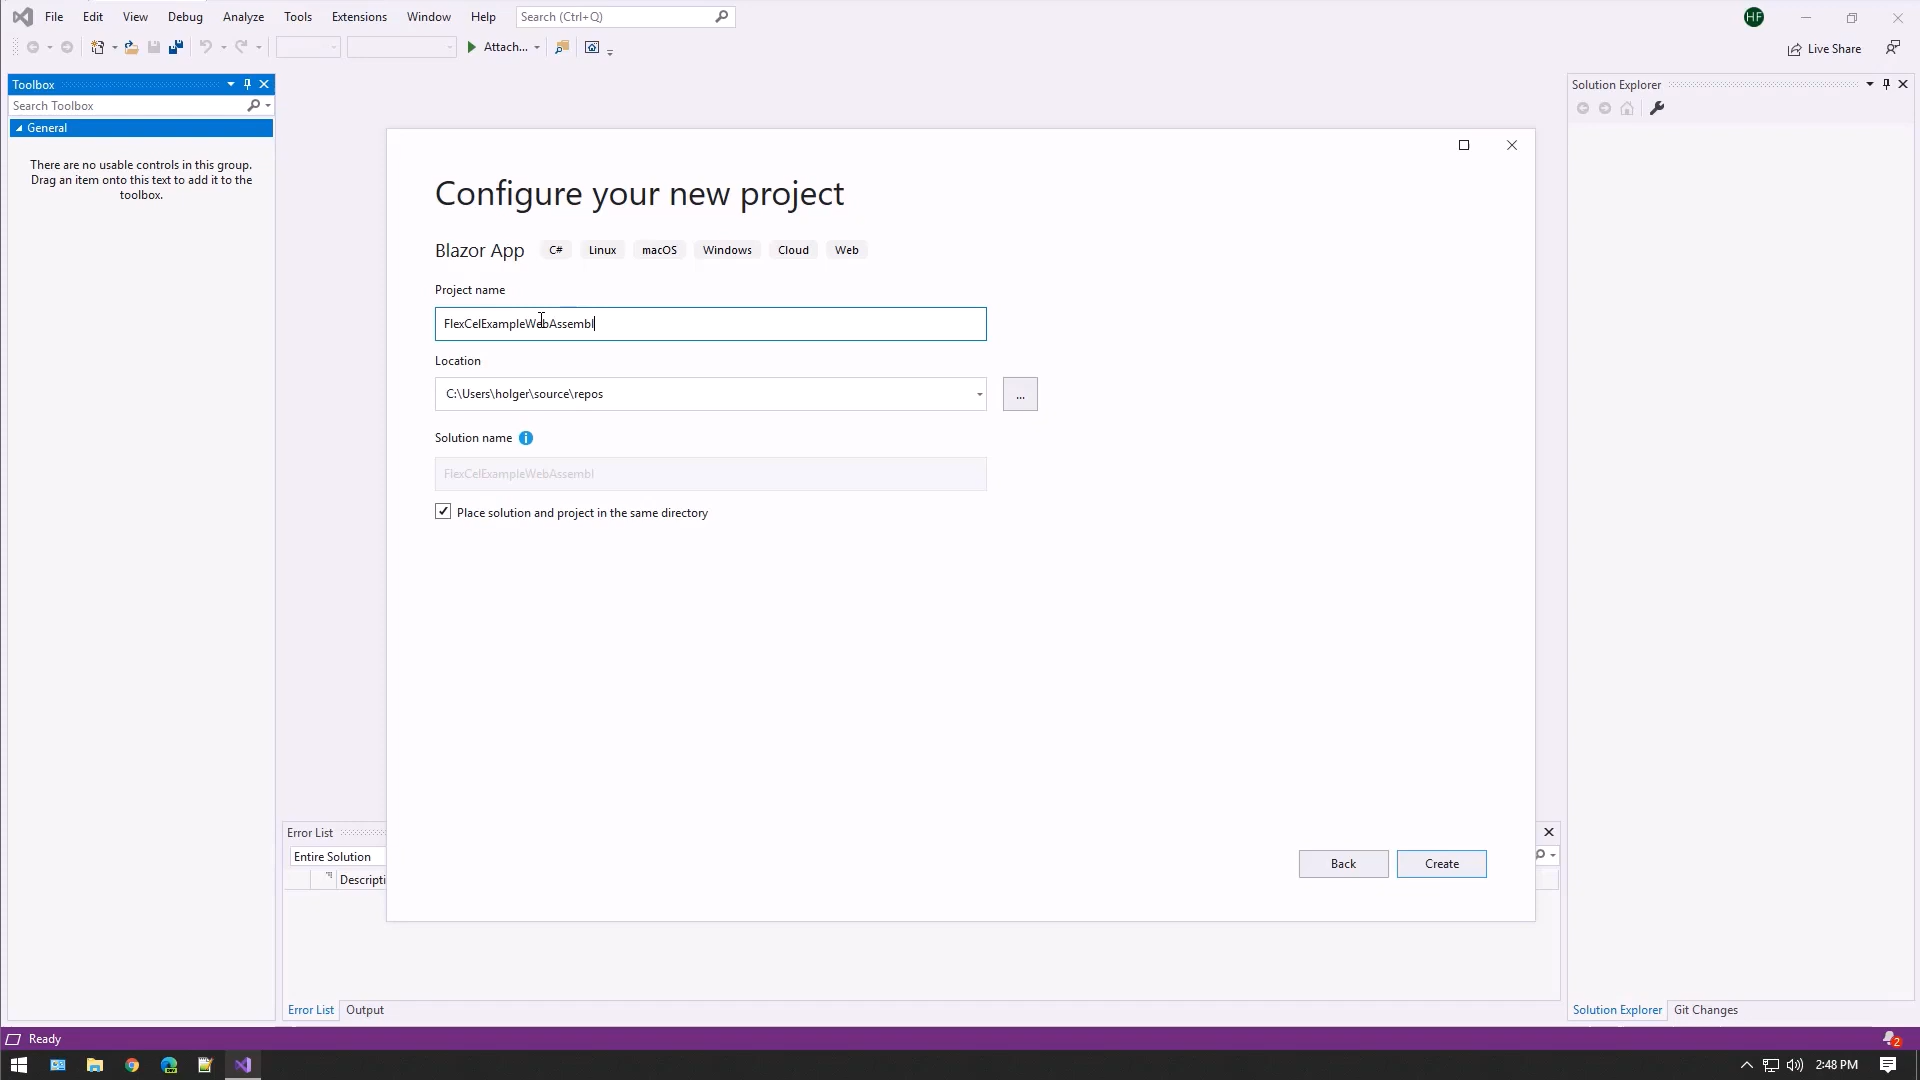 File Edit View Debug Analyze Tools Extensions Window Help Search (Ctrl+Q) HF
Attach... Live Share
Toolbox
Search Toolbox
General
There are no usable controls in this group.
Drag an item onto this text to add it to the
toolbox.
Solution Explorer
Configure your new project
Blazor App C# Linux macOS Windows Cloud Web
Project name
FlexCelExampleWebAssembl
Location
C:\Users\holger\source\repos
...
Solution name
FlexCelExampleWebAssembl
Place solution and project in the same directory
Back Create
Error List
Entire Solution
Descripti
Error List Output
Solution Explorer Git Changes
Ready
2
2:48 PM